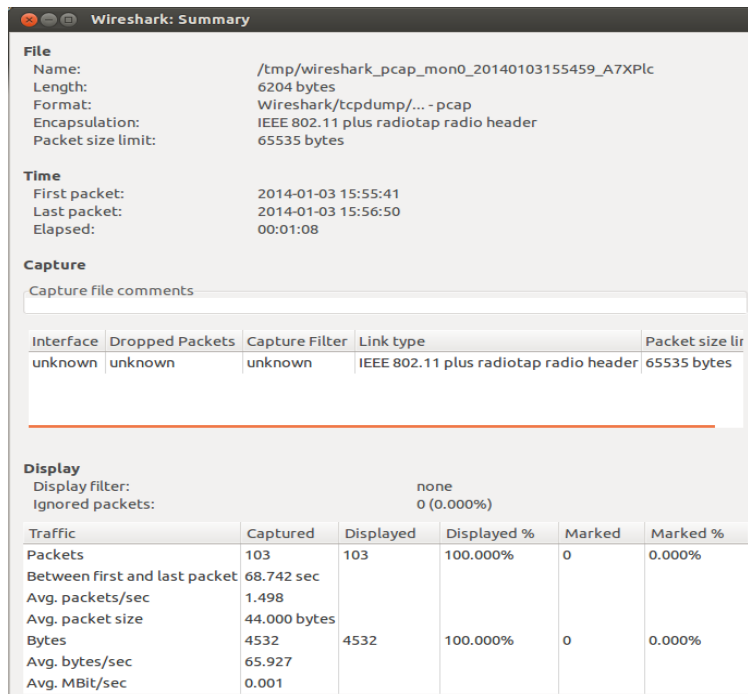 Wireshark: Summary
File
Name: /tmp/wireshark_pcap_mon0_20140103155459_A7XPlc
Length: 6204 bytes
Format: Wireshark/tcpdump/... - pcap
Encapsulation: IEEE 802.11 plus radiotap radio header
Packet size limit: 65535 bytes
Time
First packet: 2014-01-03 15:55:41
Last packet: 2014-01-03 15:56:50
Elapsed: 00:01:08
Capture
Capture file comments
Interface Dropped Packets Capture Filter Link type Packet size lir
unknown unknown unknown IEEE 802.11 plus radiotap radio header 65535 bytes
Display
Display filter: none
Ignored packets: 0 (0.000%)
Traffic Captured Displayed Displayed % Marked Marked %
Packets 103 103 100.000% 0 0.000%
Between first and last packet 68.742 sec
Avg. packets/sec 1.498
Avg. packet size 44.000 bytes
Bytes 4532 4532 100.000% 0 0.000%
Avg. bytes/sec 65.927
Avg. MBit/sec 0.001